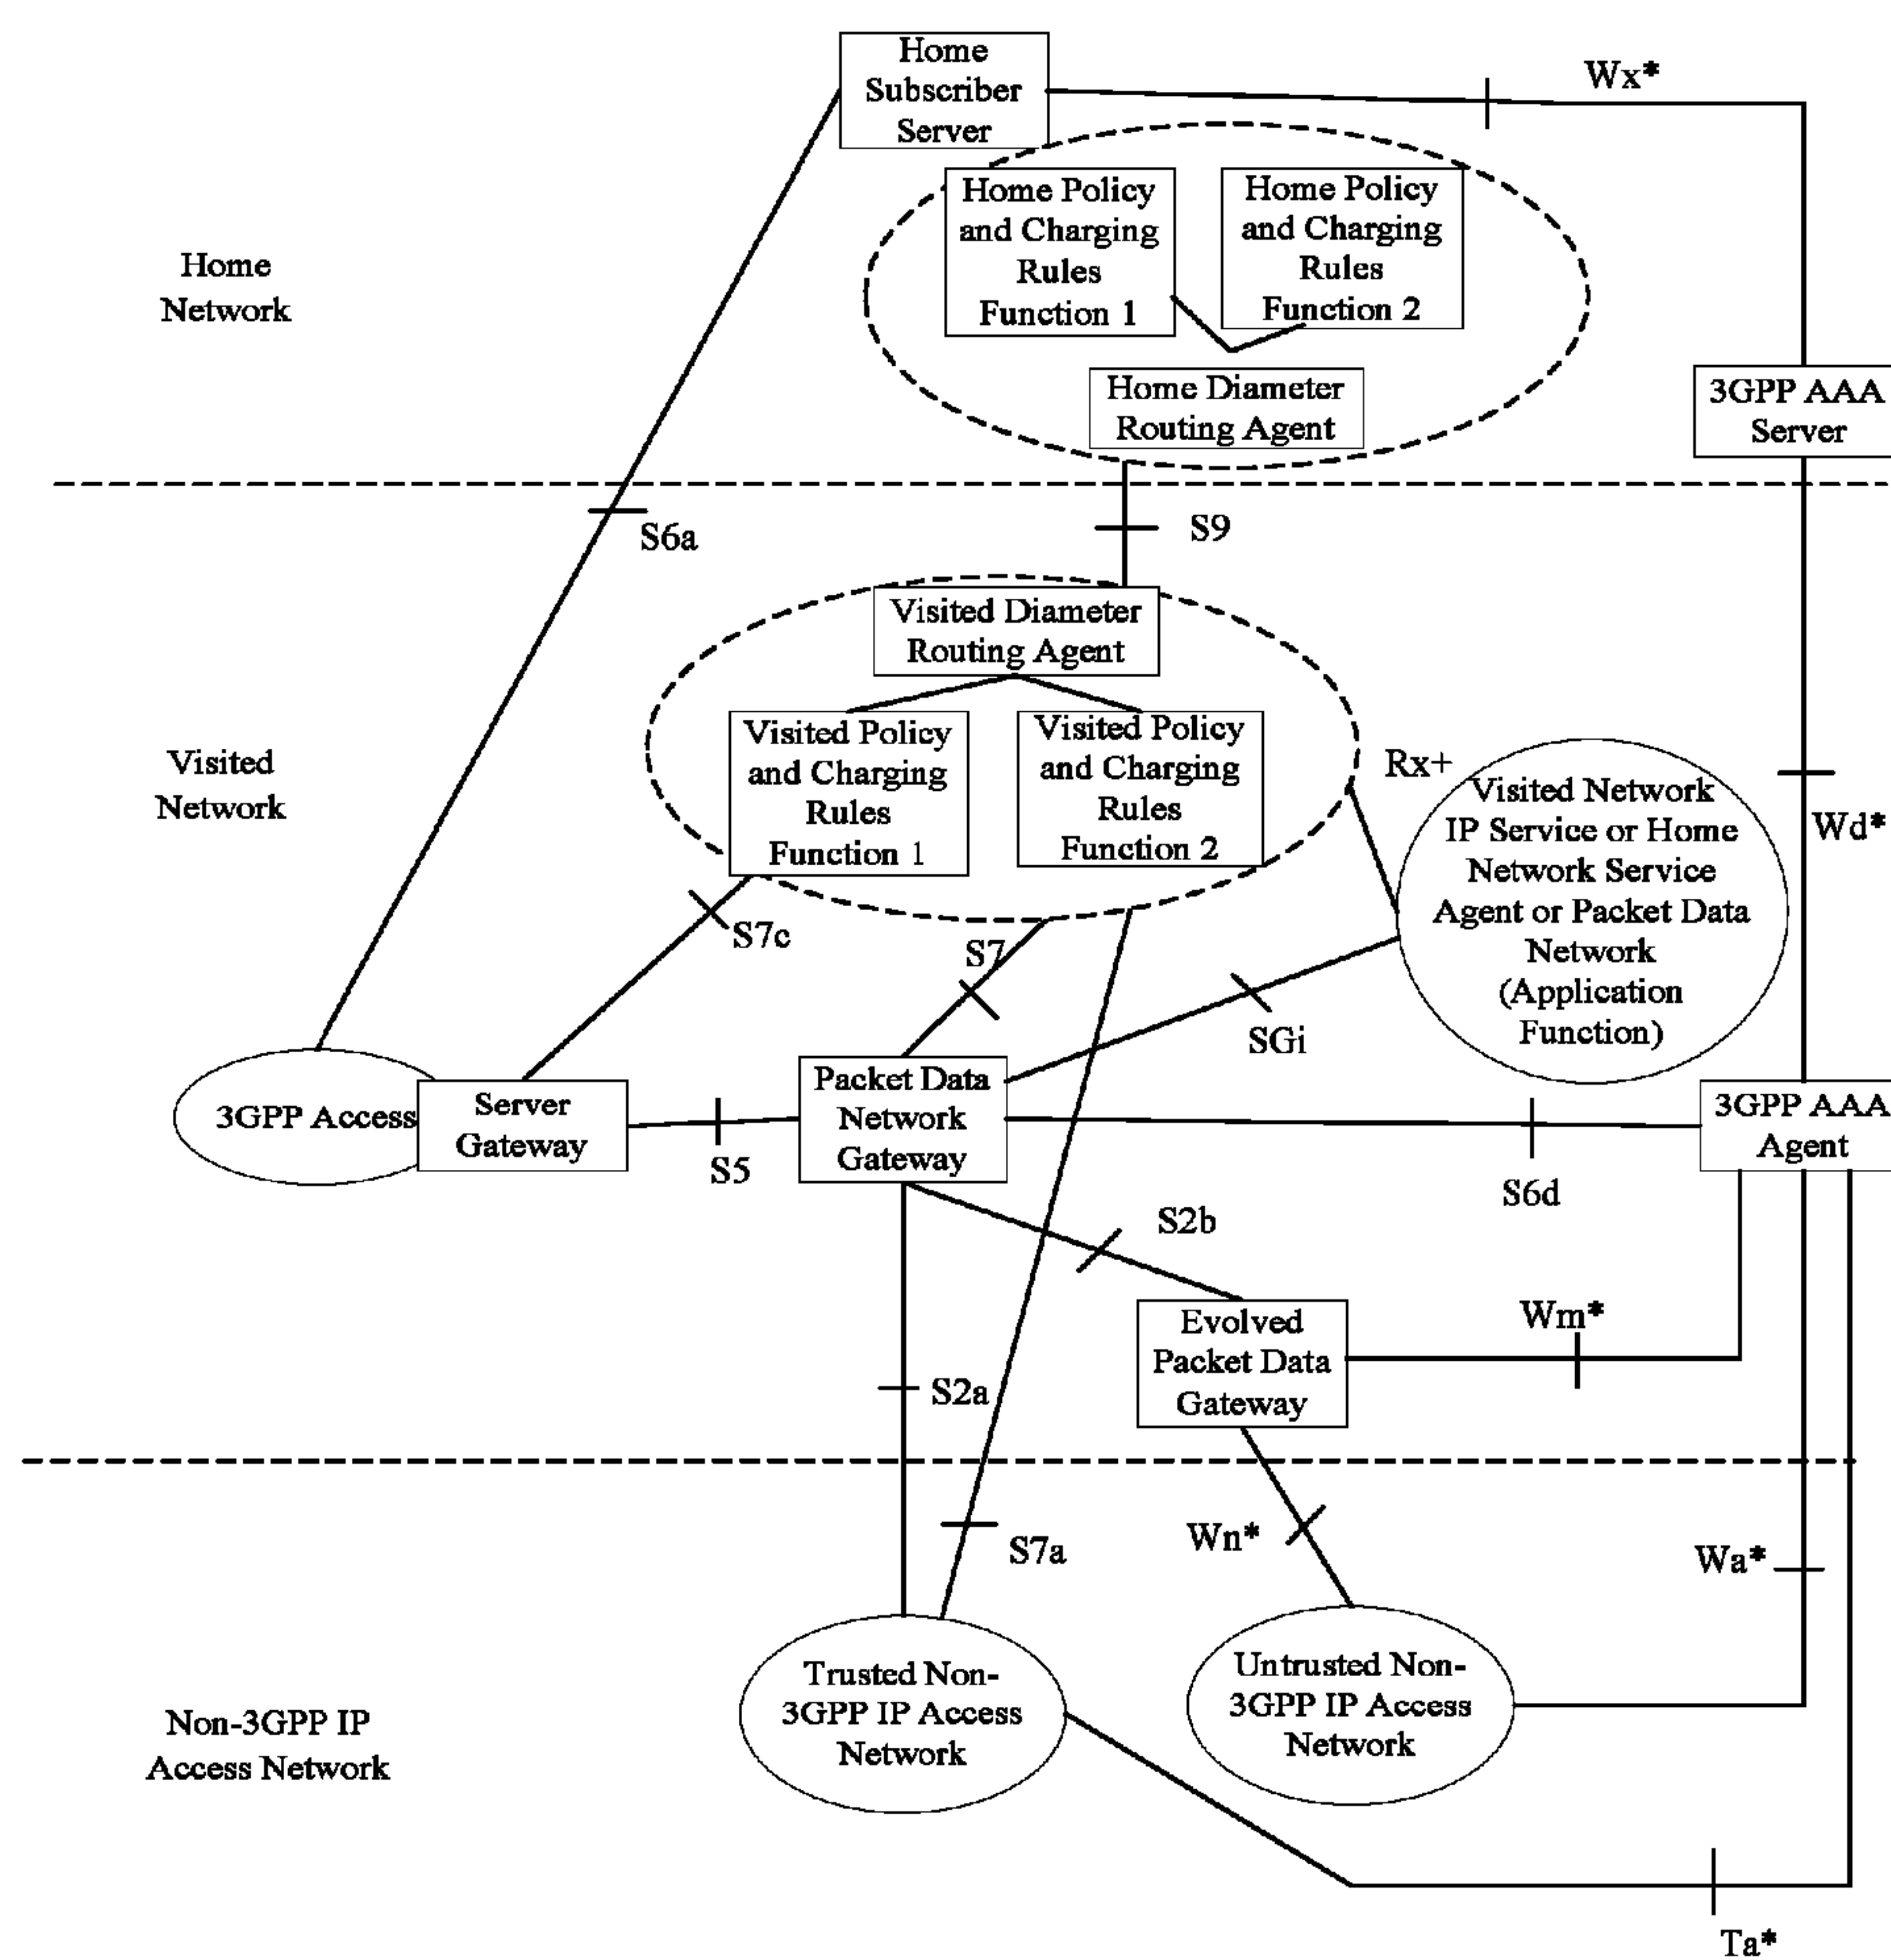 Home
Subscriber
Server
Wx*
Home Policy
and Charging
Rules
Function 1
Home Policy
and Charging
Rules
Function 2
Home
Network
Home Diameter
Routing Agent
3GPP AAA
Server
S6a
S9
Visited Diameter
Routing Agent
Visited
Network
Visited Policy
and Charging
Rules
Function 1
Visited Policy
and Charging
Rules
Function 2
Rx+
Visited Network
IP Service or Home
Network Service
Agent or Packet Data
Network
(Application
Function)
Wd*
S7c
S7
SGi
3GPP Access
Server
Gateway
S5
Packet Data
Network
Gateway
3GPP AAA
Agent
S6d
S2b
Evolved
Packet Data
Gateway
Wm*
S2a
S7a
Wn*
Wa*
Non-3GPP IP
Access Network
Trusted Non-
3GPP IP Access
Network
Untrusted Non-
3GPP IP Access
Network
Ta*